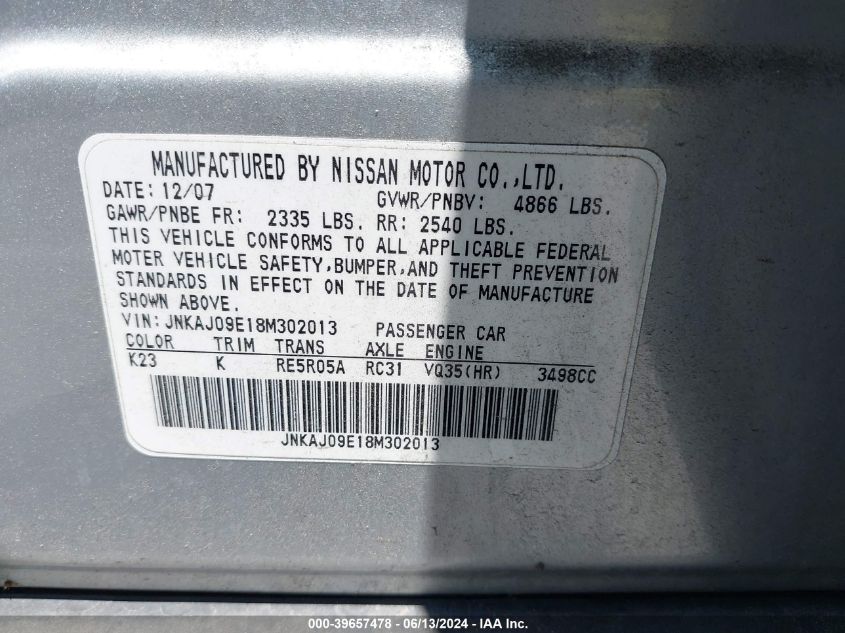 MANUFACTURED BY NISSAN MOTOR CO.,LTD.
DATE: 12/07 GVWR/PNBV: 4866 LBS.
GAWR/PNBE FR: 2335 LBS. RR: 2540 LBS.
THIS VEHICLE CONFORMS TO ALL APPLICABLE FEDERAL
MOTER VEHICLE SAFETY,BUMPER,AND THEFT PREVENTION
STANDARDS IN EFFECT ON THE DATE OF MANUFACTURE
SHOWN ABOVE.
VIN: JNKAJ09E18M302013 PASSENGER CAR
COLOR TRIM TRANS AXLE ENGINE
K23 K RE5R05A RC31 VQ35(HR) 3498CC
JNKAJ09E18M302013
000-39657478 - 06/13/2024 - IAA Inc.